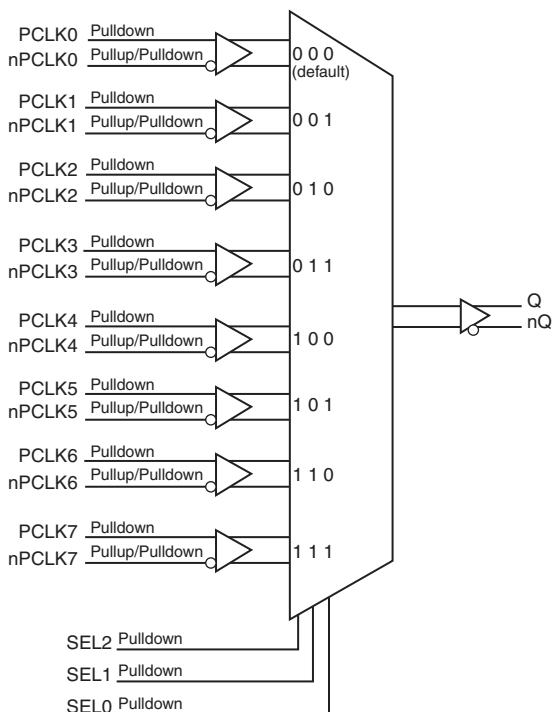 PCLK0 Pulldown
nPCLK0 Pullup/Pulldown
0 0 0
(default)
PCLK1 Pulldown
nPCLK1 Pullup/Pulldown
0 0 1
PCLK2 Pulldown
nPCLK2 Pullup/Pulldown
0 1 0
PCLK3 Pulldown
nPCLK3 Pullup/Pulldown
0 1 1
Q
nQ
PCLK4 Pulldown
nPCLK4 Pullup/Pulldown
1 0 0
PCLK5 Pulldown
nPCLK5 Pullup/Pulldown
1 0 1
PCLK6 Pulldown
nPCLK6 Pullup/Pulldown
1 1 0
PCLK7 Pulldown
nPCLK7 Pullup/Pulldown
1 1 1
SEL2 Pulldown
SEL1 Pulldown
SEL0 Pulldown